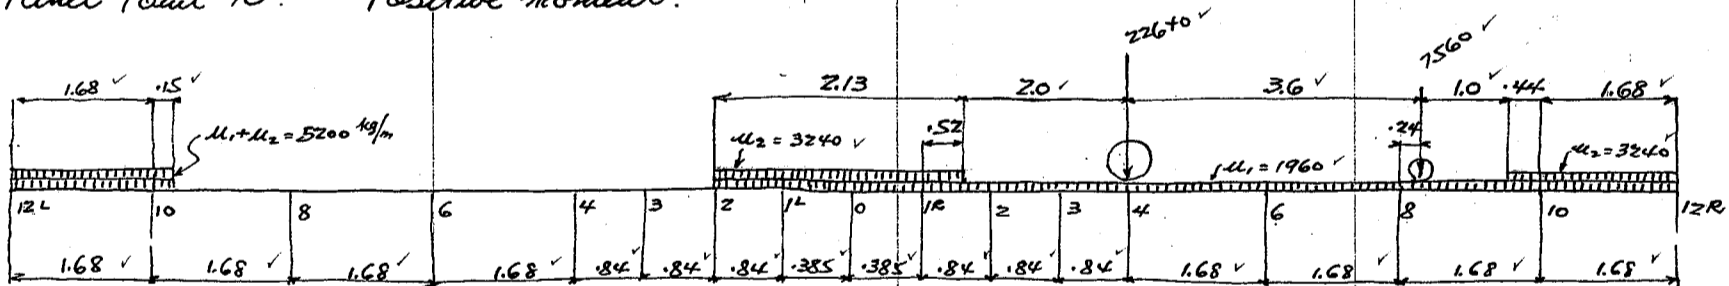 Panel Point 10. Positive moment.
22640 ✓
7560 ✓
1.68 ✓ .15 ✓ 2.13 2.0 ✓ 3.6 ✓ 1.0 ✓ .44 1.68 ✓
μ₁+μ₂ = 5200 kg/m μ₂ = 3240 ✓ .52 μ₁ = 1960 ✓ .24 μ₂ = 3240 ✓
12L 10 8 6 4 3 2 1L 0 1R 2 3 4 6 8 10 12R
1.68 ✓ 1.68 ✓ 1.68 ✓ 1.68 ✓ .84 ✓ .84 ✓ .84 ✓ .385 ✓ .385 ✓ .84 ✓ .84 ✓ .84 ✓ 1.68 ✓ 1.68 ✓ 1.68 ✓ 1.68 ✓